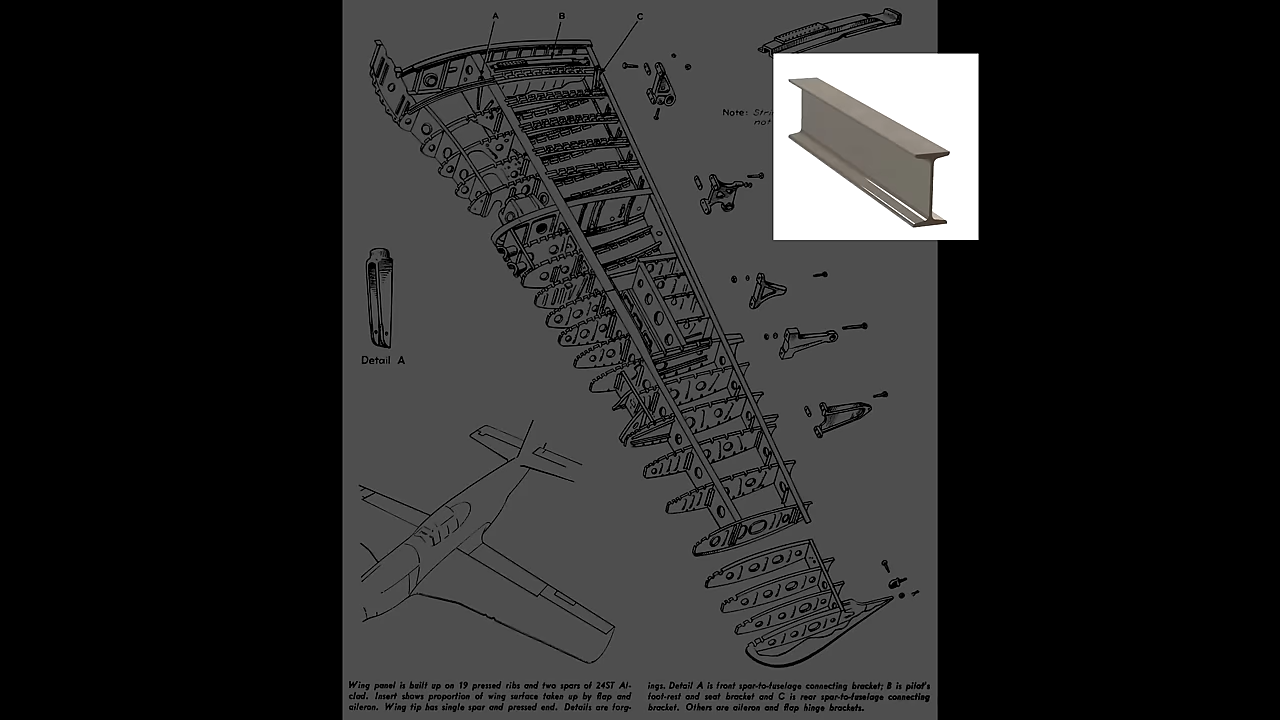 A B C
Note: Stri
not
Detail A
Wing panel is built up on 19 pressed ribs and two spars of 24ST Al-
clad. Insert shows proportion of wing surface taken up by flap and
aileron. Wing tip has single spar and pressed end. Details are forg-
ings. Detail A is front spar-to-fuselage connecting bracket; B is pilot's
foot-rest and seat bracket and C is rear spar-to-fuselage connecting
bracket. Others are aileron and flap hinge brackets.